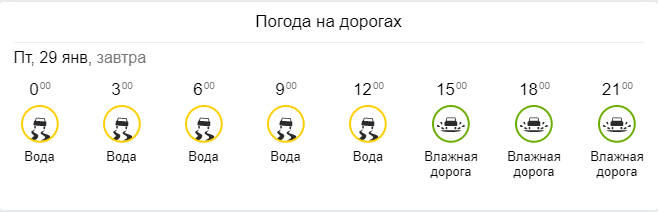 Погода на дорогах
Пт, 29 янв, завтра
0⁰⁰ 3⁰⁰ 6⁰⁰ 9⁰⁰ 12⁰⁰ 15⁰⁰ 18⁰⁰ 21⁰⁰
Вода Вода Вода Вода Вода Влажная Влажная Влажная
дорога дорога дорога